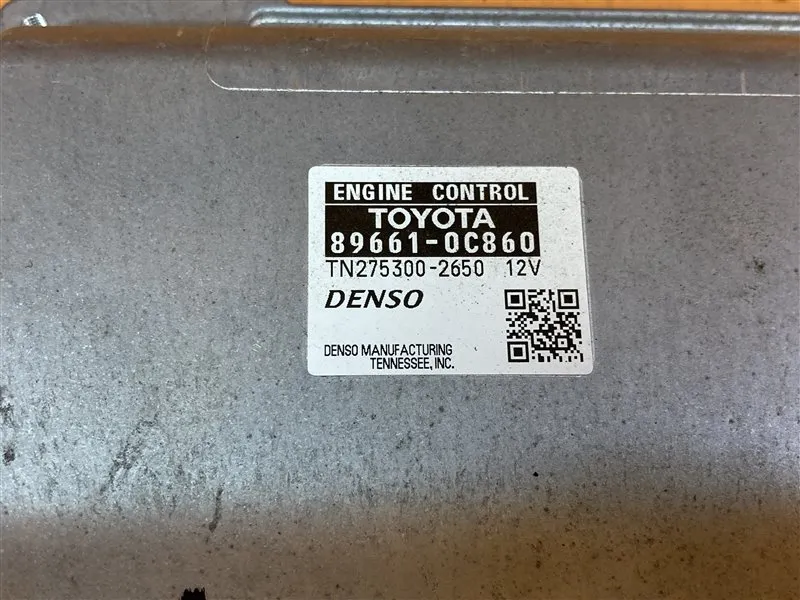 ENGINE CONTROL
TOYOTA
89661-0C860
TN275300-2650 12V
DENSO
DENSO MANUFACTURING
TENNESSEE, INC.